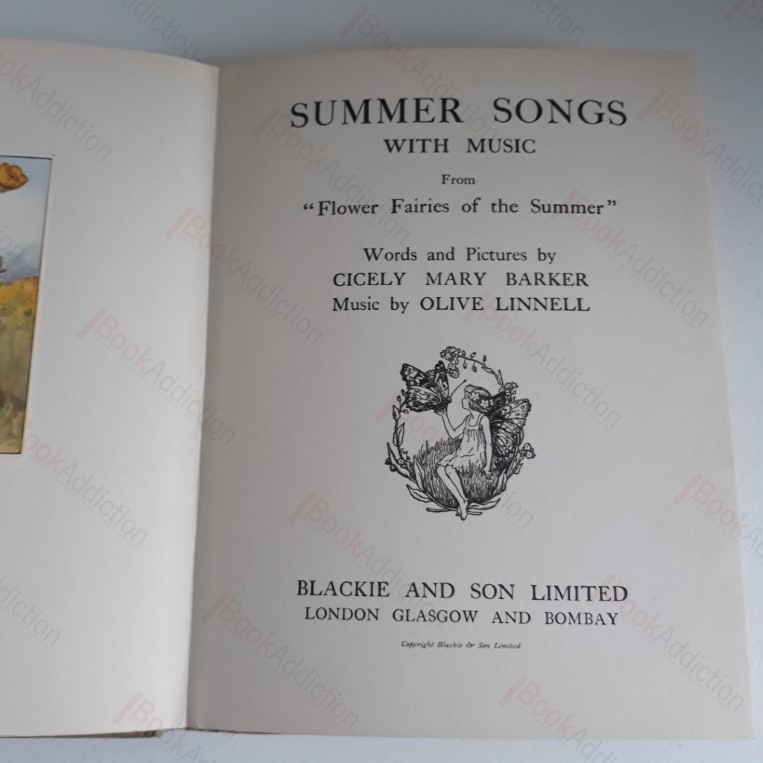 SUMMER SONGS
WITH MUSIC
From
“Flower Fairies of the Summer”
Words and Pictures by
CICELY MARY BARKER
Music by OLIVE LINNELL
BLACKIE AND SON LIMITED
LONDON GLASGOW AND BOMBAY
Copyright Blackie & Son Limited
BookAddiction